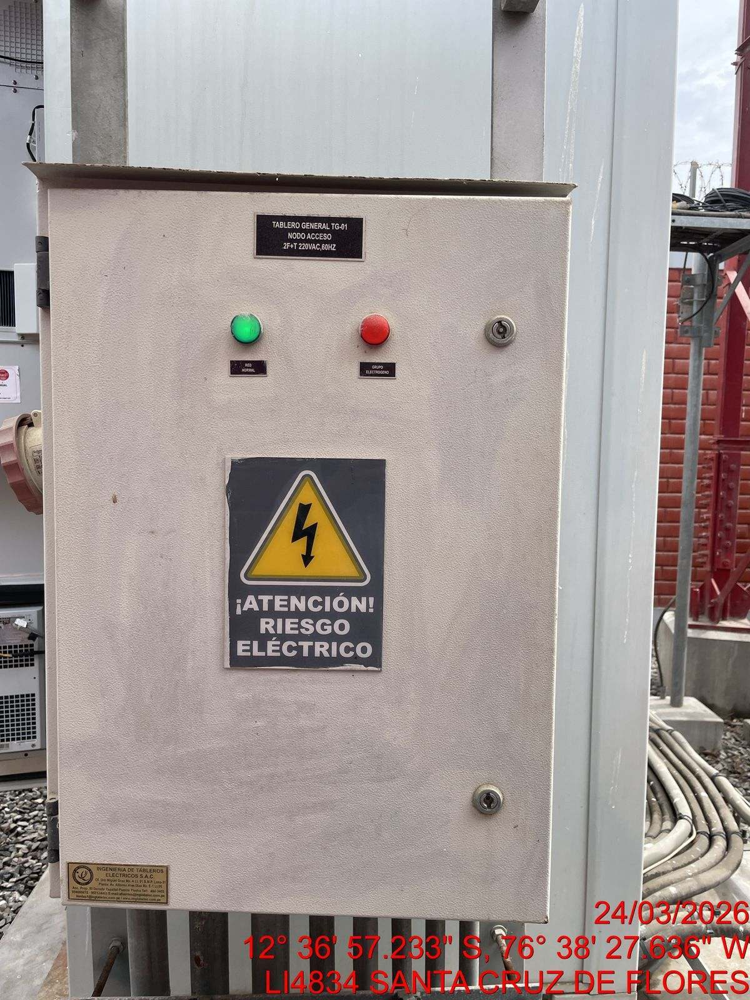 TABLERO GENERAL TG-01
NODO ACCESO
2F+T 220VAC,60HZ
RED
NORMAL
GRUPO
ELECTROGENO
¡ATENCIÓN!
RIESGO
ELÉCTRICO
INGENIERIA DE TABLEROS
ELECTRICOS S.A.C.
24/03/2026
12° 36' 57.233" S, 76° 38' 27.636" W
LI4834 SANTA CRUZ DE FLORES